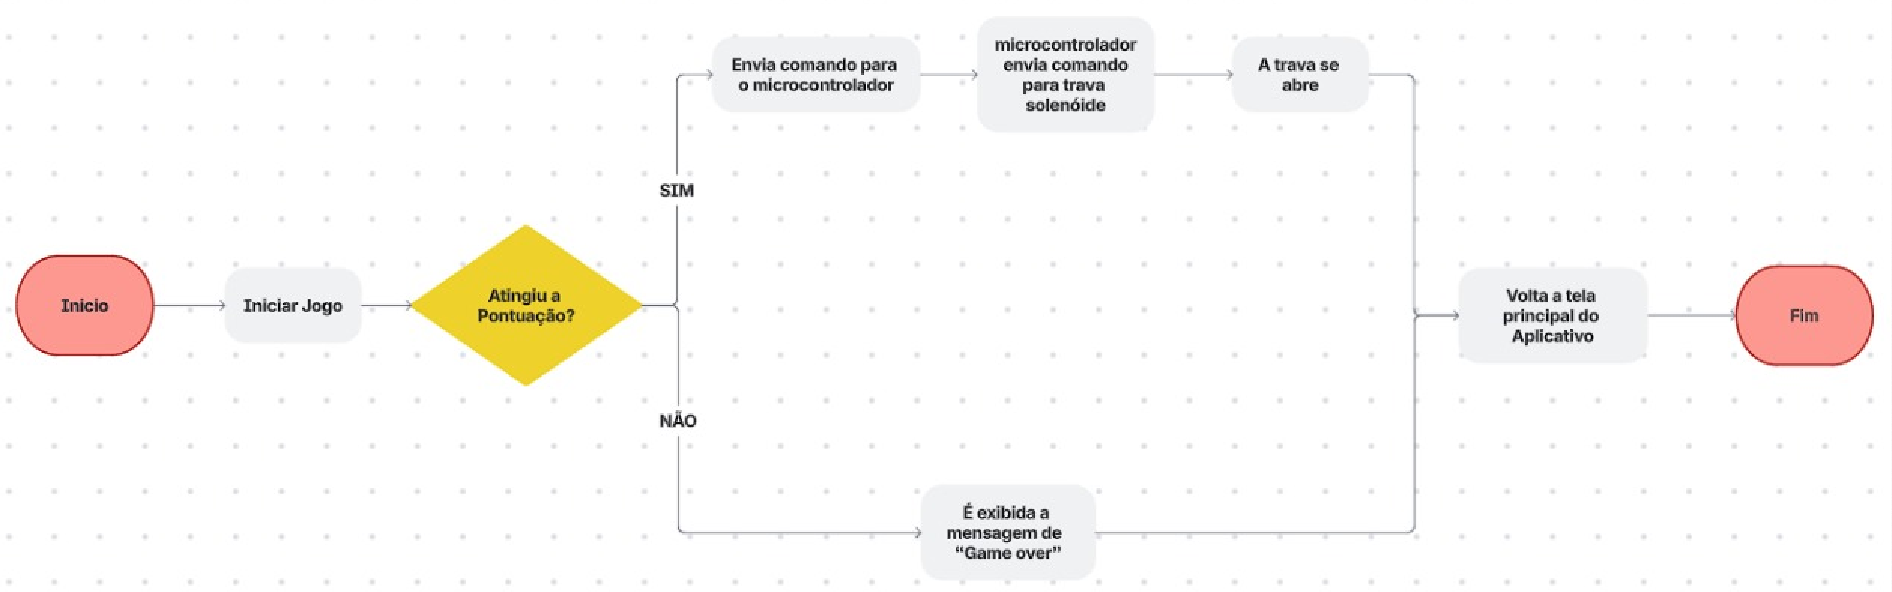 Inicio
Iniciar Jogo
Atingiu a
Pontuação?
SIM
Envia comando para
o microcontrolador
microcontrolador
envia comando
para trava
solenóide
A trava se
abre
NÃO
É exibida a
mensagem de
“Game over”
Volta a tela
principal do
Aplicativo
Fim